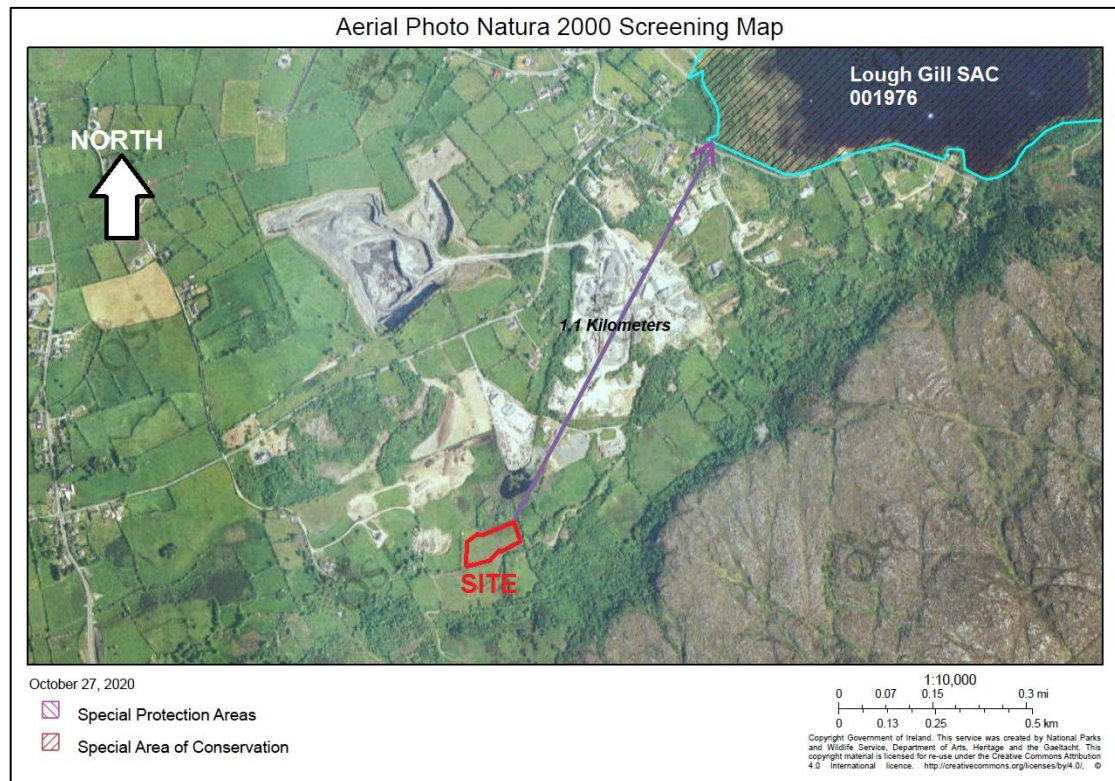 Aerial Photo Natura 2000 Screening Map
Lough Gill SAC
001976
NORTH
1.1 Kilometers
SITE
October 27, 2020
Special Protection Areas
Special Area of Conservation
1:10,000
0 0.07 0.15 0.3 mi
0 0.13 0.25 0.5 km
Copyright Government of Ireland. This service was created by National Parks
and Wildlife Service, Department of Arts, Heritage and the Gaeltacht. This
copyright material is licensed for re-use under the Creative Commons Attribution
4.0 International licence. http://creativecommons.org/licenses/by/4.0/, ©